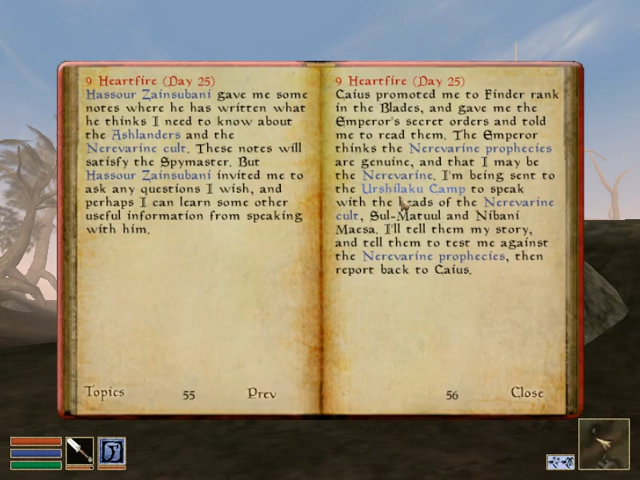 9 Heartfire (Day 25)
Hassour Zainsubani gave me some
notes where he has written what
he thinks I need to know about
the Ashlanders and the
Nerevarine cult. These notes will
satisfy the Spymaster. But
Hassour Zainsubani invited me to
ask any questions I wish, and
perhaps I can learn some other
useful information from speaking
with him.
Topics
55
Prev
9 Heartfire (Day 25)
Caius promoted me to Finder rank
in the Blades, and gave me the
Emperor's secret orders and told
me to read them. The Emperor
thinks the Nerevarine prophecies
are genuine, and that I may be
the Nerevarine. I'm being sent to
the Urshilaku Camp to speak
with the heads of the Nerevarine
cult, Sul-Matuul and Nibani
Maesa. I'll tell them my story,
and tell them to test me against
the Nerevarine prophecies, then
report back to Caius.
56
Close